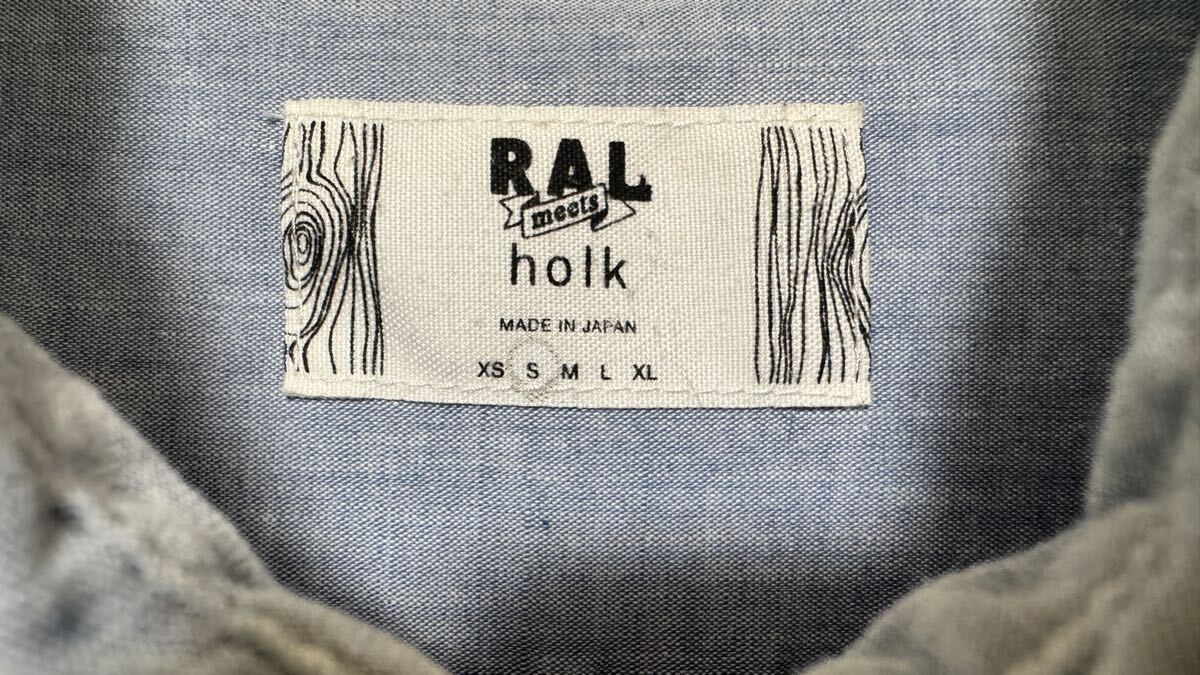 RAL
meets
holk
MADE IN JAPAN
XS S M L XL